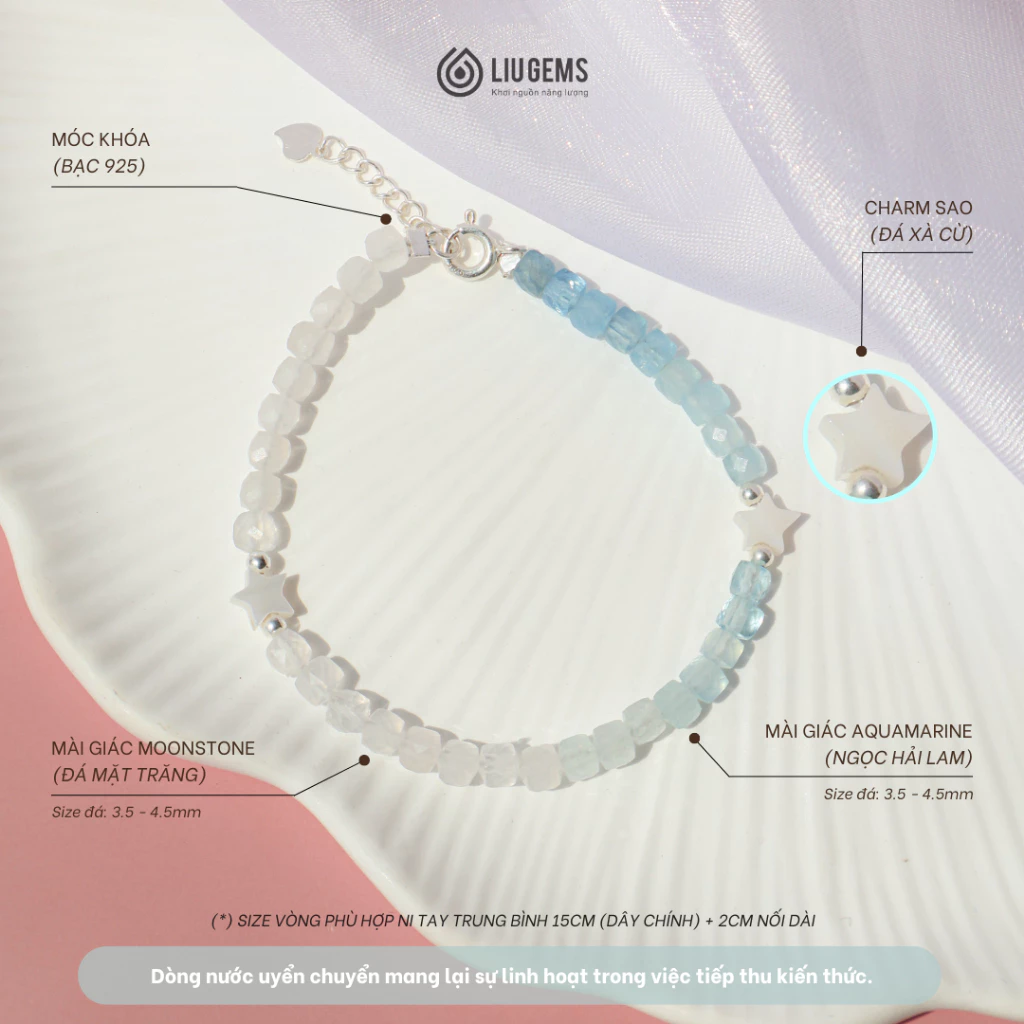 LIUGEMS
Khơi nguồn năng lượng
MÓC KHÓA
(BẠC 925)
CHARM SAO
(ĐÁ XÀ CỪ)
MÀI GIÁC MOONSTONE
(ĐÁ MẶT TRĂNG)
Size đá: 3.5 - 4.5mm
MÀI GIÁC AQUAMARINE
(NGỌC HẢI LAM)
Size đá: 3.5 - 4.5mm
(*) SIZE VÒNG PHÙ HỢP NI TAY TRUNG BÌNH 15CM (DÂY CHÍNH) + 2CM NỐI DÀI
Dòng nước uyển chuyển mang lại sự linh hoạt trong việc tiếp thu kiến thức.